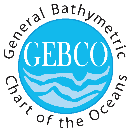 General Bathymetric
GEBCO
Chart of the Oceans